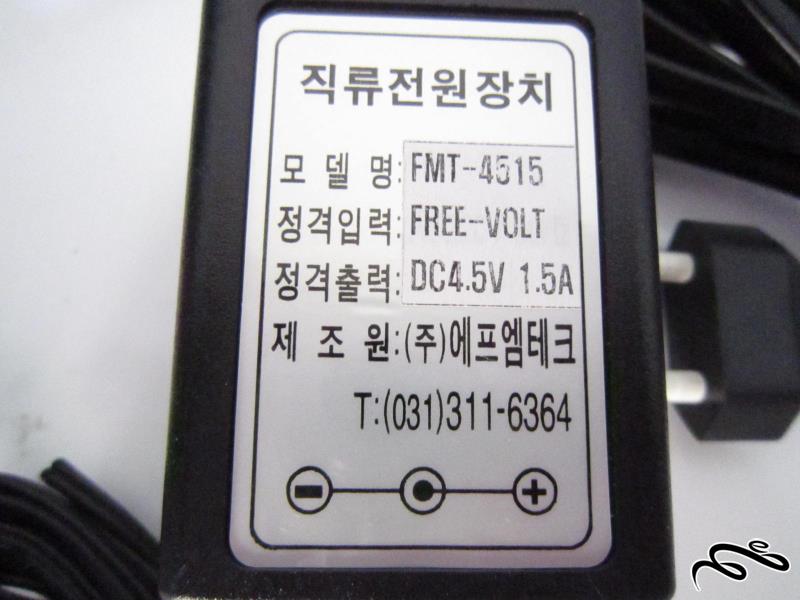 직류전원장치
모 델 명: FMT-4515
정격입력: FREE-VOLT
정격출력: DC4.5V 1.5A
제 조 원:(주)에프엠테크
T:(031)311-6364